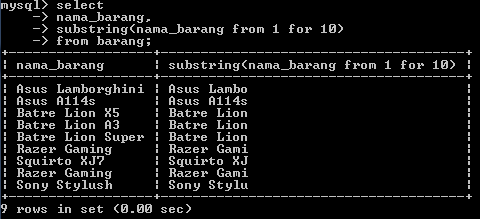 mysql> select
    -> nama_barang,
    -> substring(nama_barang from 1 for 10)
    -> from barang;
+------------------+--------------------------------------+
| nama_barang      | substring(nama_barang from 1 for 10) |
+------------------+--------------------------------------+
| Asus Lamborghini | Asus Lambo                           |
| Asus A114s       | Asus A114s                           |
| Batre Lion X5    | Batre Lion                           |
| Batre Lion A3    | Batre Lion                           |
| Batre Lion Super | Batre Lion                           |
| Razer Gaming     | Razer Gami                           |
| Squirto XJ7      | Squirto XJ                           |
| Razer Gaming     | Razer Gami                           |
| Sony Stylush     | Sony Stylu                           |
+------------------+--------------------------------------+
9 rows in set (0.00 sec)